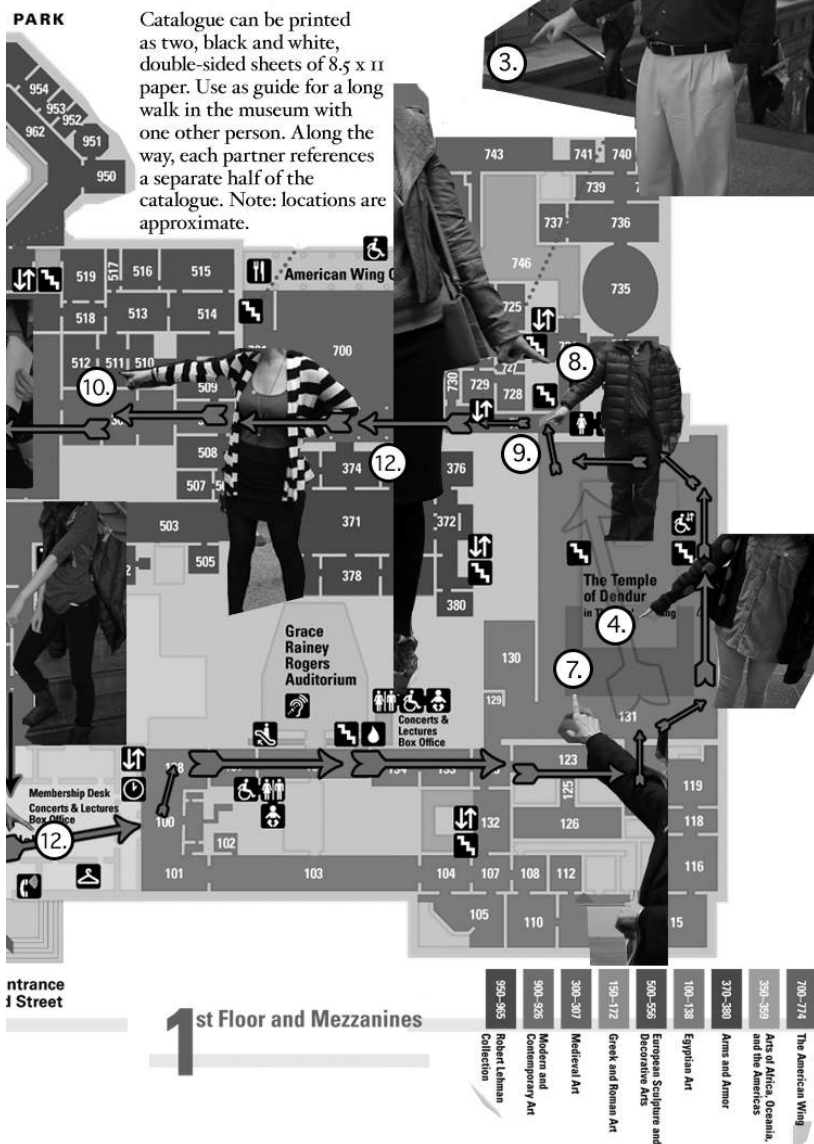 PARK
Catalogue can be printed
as two, black and white,
double-sided sheets of 8.5 x 11
paper. Use as guide for a long
walk in the museum with
one other person. Along the
way, each partner references
a separate half of the
catalogue. Note: locations are
approximate.
3.
954
953
952
962
951
950
743
741
740
739
737
736
746
735
519
517
516
515
American Wing C
518
513
514
725
512
511
510
700
727
8.
10.
509
730
729
728
9.
508
374
12.
376
507
503
371
372
505
378
380
The Temple
of Dendur
in
4.
7.
Grace
Rainey
Rogers
Auditorium
130
129
131
Concerts &
Lectures
Box Office
123
125
119
Membership Desk
Concerts & Lectures
Box Office
12.
100
102
132
126
118
101
103
104
107
108
112
116
105
110
15
ntrance
d Street
1st Floor and Mezzanines
950–965 Robert Lehman Collection
900–926 Modern and Contemporary Art
300–307 Medieval Art
150–172 Greek and Roman Art
500–556 European Sculpture and Decorative Arts
100–138 Egyptian Art
370–380 Arms and Armor
350–359 Arts of Africa, Oceania, and the Americas
700–774 The American Wing